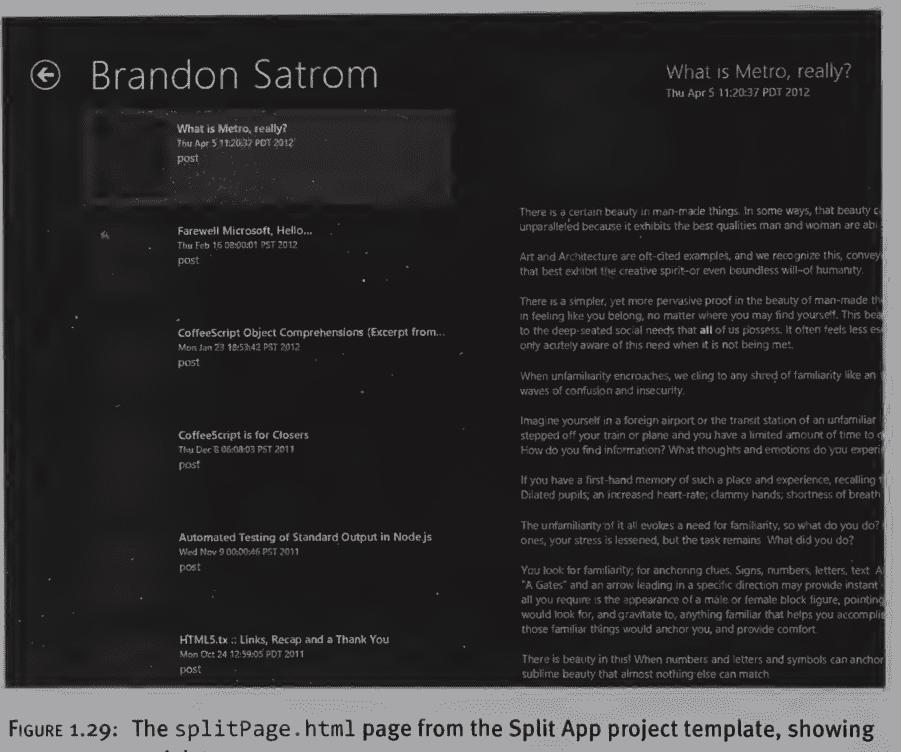 Brandon Satrom
What is Metro, really?
Thu Apr 5 11:20:37 PDT 2012
post
Farewell Microsoft, Hello...
Thu Feb 16 08:00:01 PST 2012
post
CoffeeScript Object Comprehensions (Excerpt from...
Mon Jan 23 18:53:42 PST 2012
post
CoffeeScript is for Closers
Thu Dec 8 06:08:03 PST 2011
post
Automated Testing of Standard Output in Node.js
Wed Nov 9 00:00:46 PST 2011
post
HTML5.tx :: Links, Recap and a Thank You
Mon Oct 24 12:59:05 PDT 2011
post
What is Metro, really?
Thu Apr 5 11:20:37 PDT 2012
There is a certain beauty in man-made things. In some ways, that beauty
unparalleled because it exhibits the best qualities man and woman are
Art and Architecture are oft-cited examples, and we recognize this,
that best exhibit the creative spirit–or even boundless will–of humanity.
There is a simpler, yet more pervasive proof in the beauty of man-made
in feeling like you belong, no matter where you may find yourself. This
to the deep-seated social needs that all of us possess. It often feels less
only acutely aware of this need when it is not being met.
When unfamiliarity encroaches, we cling to any shred of familiarity like an
waves of confusion and insecurity.
Imagine yourself in a foreign airport or the transit station of an unfamiliar
stepped off your train or plane and you have a limited amount of time to
How do you find information? What thoughts and emotions do you
If you have a first-hand memory of such a place and experience, recalling
Dilated pupils; an increased heart-rate; clammy hands; shortness of breath
The unfamiliarity of it all evokes a need for familiarity, so what do you do?
ones, your stress is lessened, but the task remains. What did you do?
You look for familiarity; for anchoring clues. Signs, numbers, letters, text.
"A Gates" and an arrow leading in a specific direction may provide instant
all you require is the appearance of a male or female block figure, pointing
would look for, and gravitate to, anything familiar that helps you
those familiar things would anchor you, and provide comfort.
There is beauty in this! When numbers and letters and symbols can anchor
sublime beauty that almost nothing else can match.
FIGURE 1.29: The splitPage.html page from the Split App project template, showing